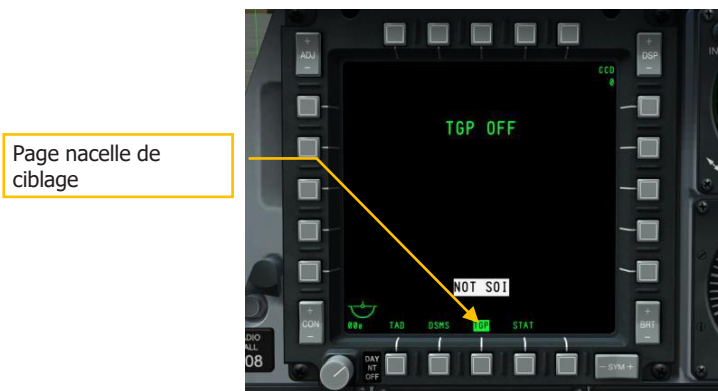 Page nacelle de
ciblage
ADJ
DSP
CCD
0
TGP OFF
NOT SOI
CON
BRT
TAD DSMS TGP STAT
DAY
NT
OFF
- SYM +
08